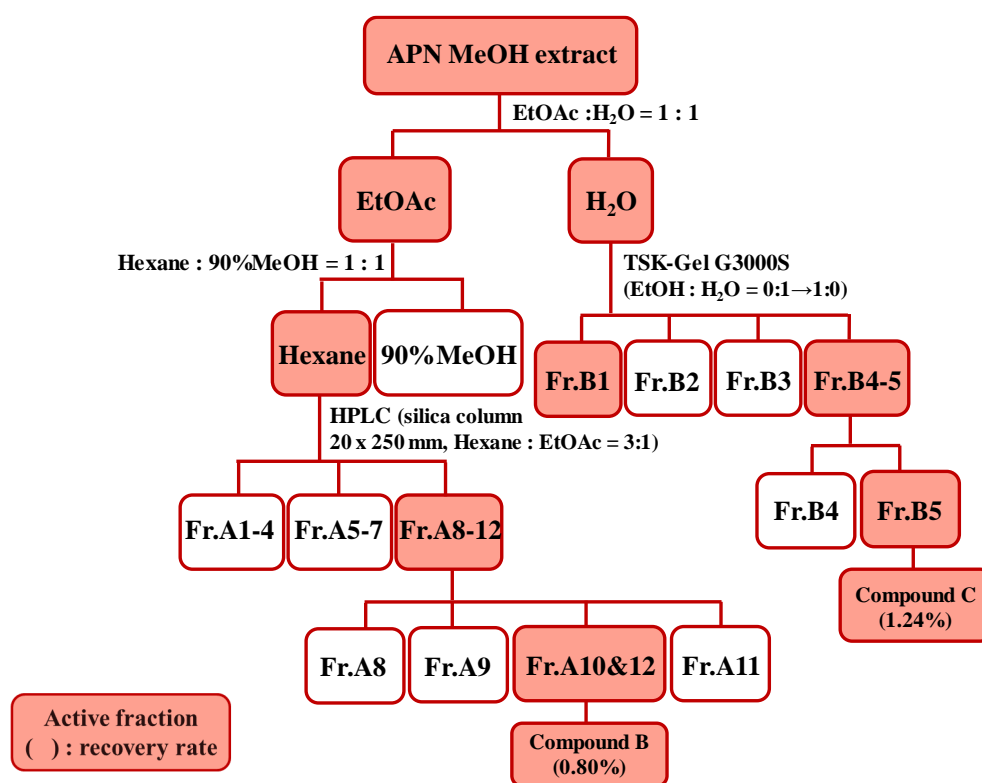 APN MeOH extract
EtOAc :H₂O = 1 : 1
EtOAc
H₂O
Hexane : 90%MeOH = 1 : 1
TSK-Gel G3000S
(EtOH : H₂O = 0:1→1:0)
Hexane
90%MeOH
Fr.B1
Fr.B2
Fr.B3
Fr.B4-5
HPLC (silica column
20 x 250 mm, Hexane : EtOAc = 3:1)
Fr.A1-4
Fr.A5-7
Fr.A8-12
Fr.B4
Fr.B5
Compound C
(1.24%)
Fr.A8
Fr.A9
Fr.A10&12
Fr.A11
Compound B
(0.80%)
Active fraction
( ) : recovery rate